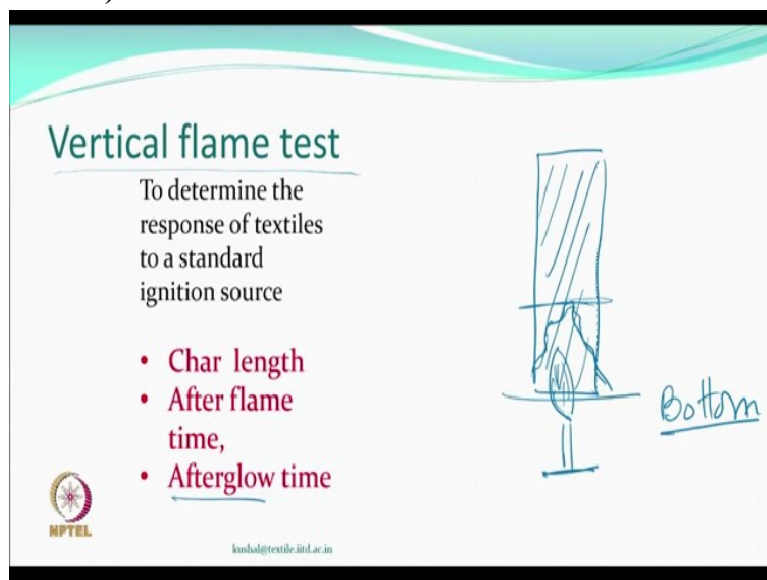 Vertical flame test
To determine the
response of textiles
to a standard
ignition source
• Char length
• After flame
time,
• Afterglow time
Bottom
NPTEL
kushal@textile.iitd.ac.in